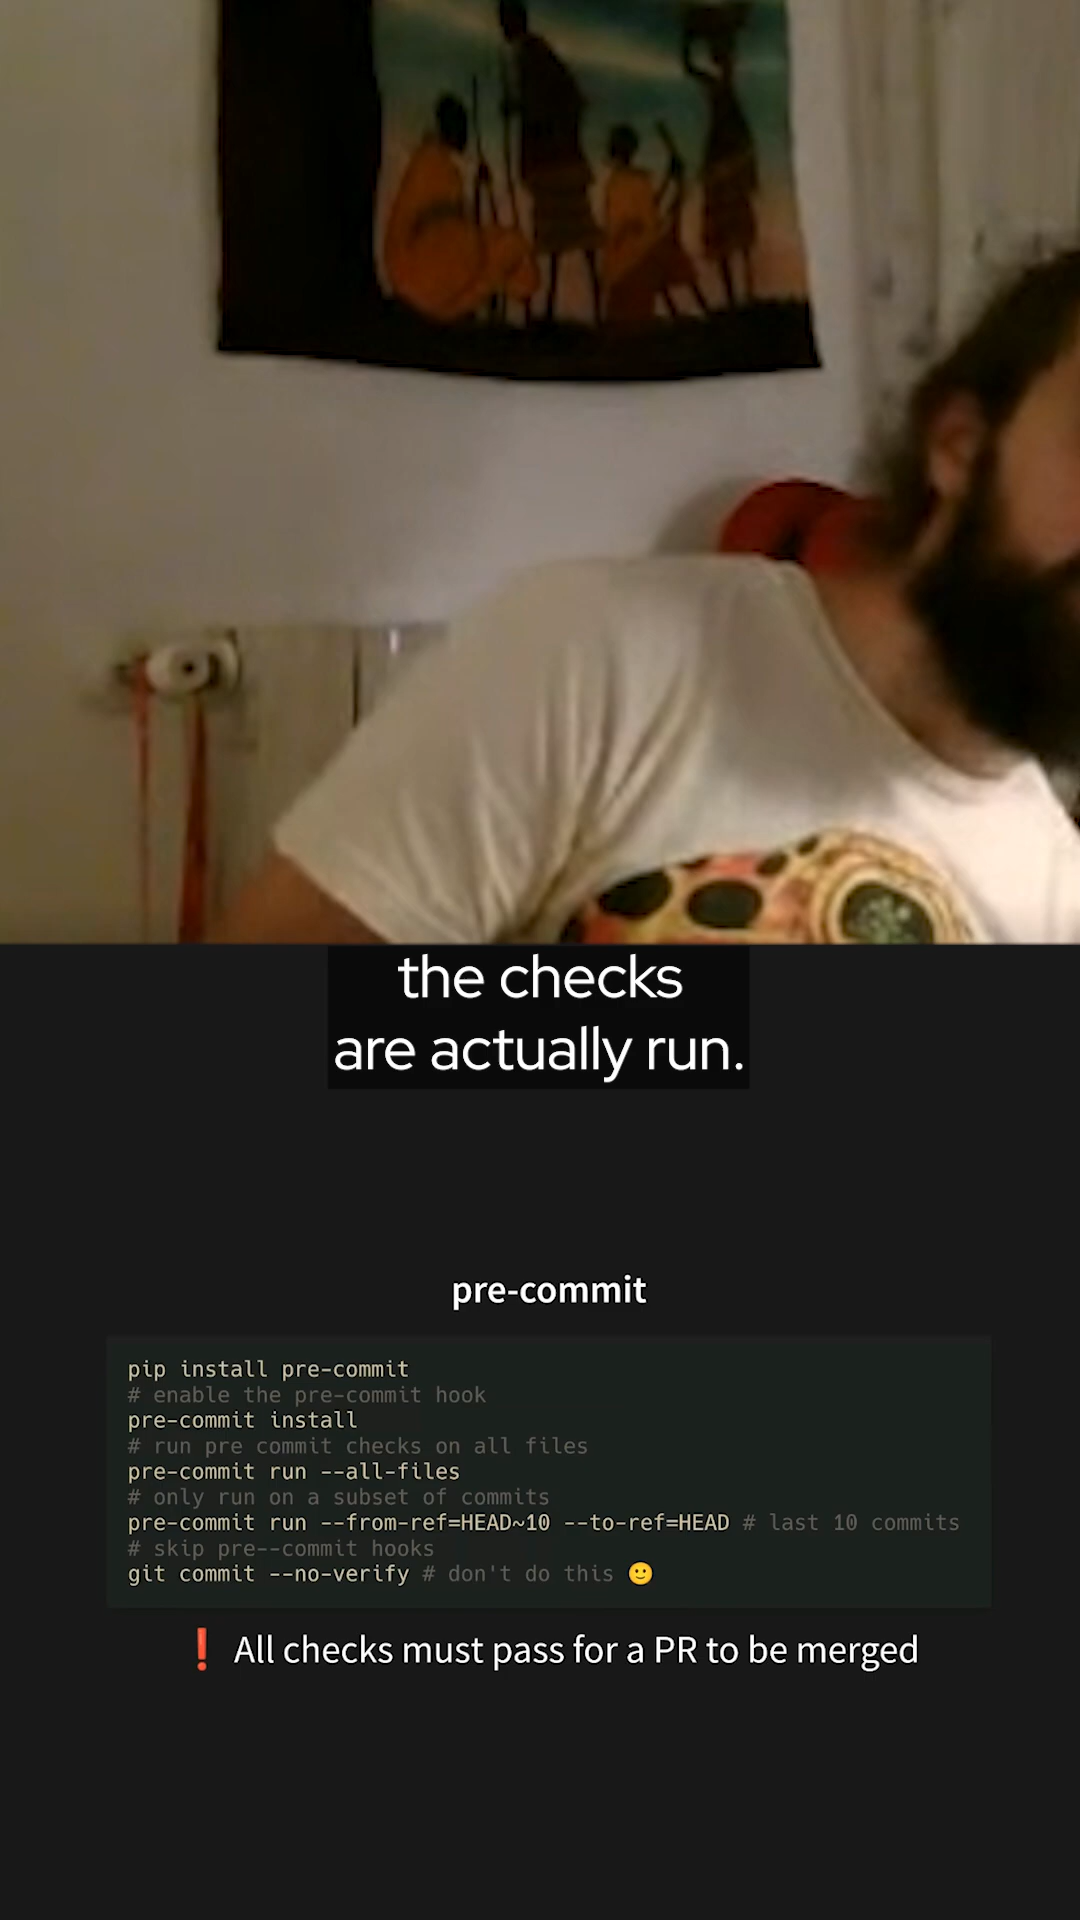 the checks
are actually run.
pre-commit
pip install pre-commit
# enable the pre-commit hook
pre-commit install
# run pre commit checks on all files
pre-commit run --all-files
# only run on a subset of commits
pre-commit run --from-ref=HEAD~10 --to-ref=HEAD # last 10 commits
# skip pre--commit hooks
git commit --no-verify # don't do this 🙂
❗ All checks must pass for a PR to be merged